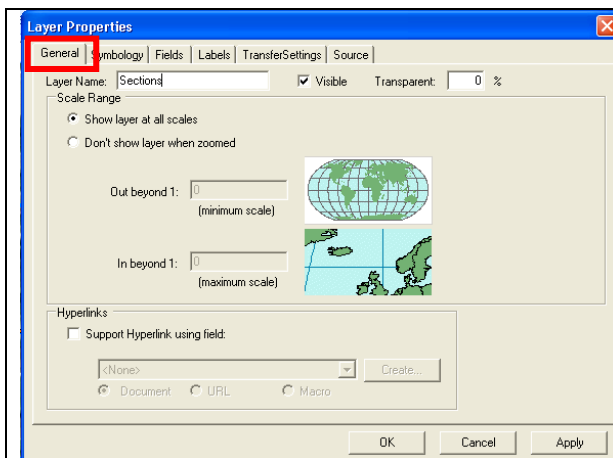 Layer Properties
General Symbology Fields Labels TransferSettings Source
Layer Name: Sections Visible Transparent: 0 %
Scale Range
Show layer at all scales
Don't show layer when zoomed
Out beyond 1: 0
(minimum scale)
In beyond 1: 0
(maximum scale)
Hyperlinks
Support Hyperlink using field:
<None> Create...
Document URL Macro
OK Cancel Apply